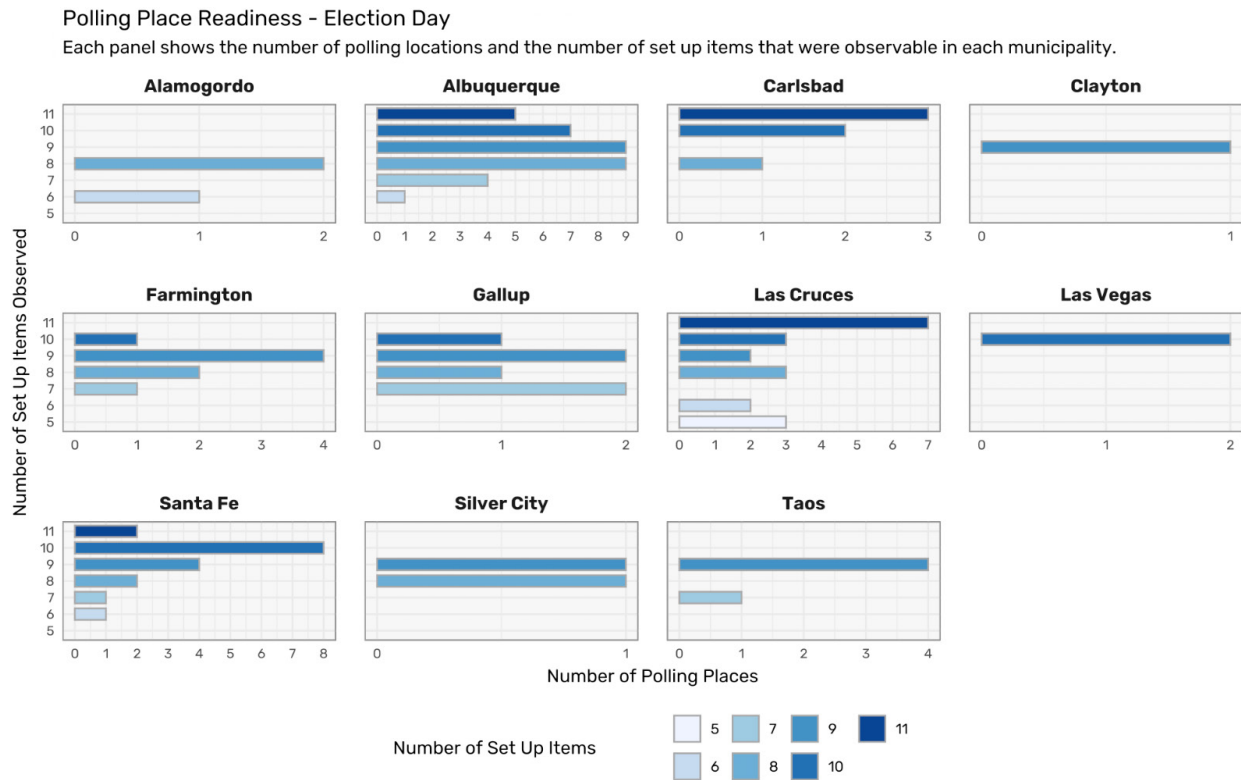 Polling Place Readiness - Election Day
Each panel shows the number of polling locations and the number of set up items that were observable in each municipality.
Number of Set Up Items Observed
Alamogordo Albuquerque Carlsbad Clayton
11
10
9
8
7
6
5
0 1 2 0 1 2 3 4 5 6 7 8 9 0 1 2 3 0 1
Farmington Gallup Las Cruces Las Vegas
11
10
9
8
7
6
5
0 1 2 3 4 0 1 2 0 1 2 3 4 5 6 7 0 1 2
Santa Fe Silver City Taos
11
10
9
8
7
6
5
0 1 2 3 4 5 6 7 8 0 1 0 1 2 3 4
Number of Polling Places
Number of Set Up Items
5 7 9 11
6 8 10